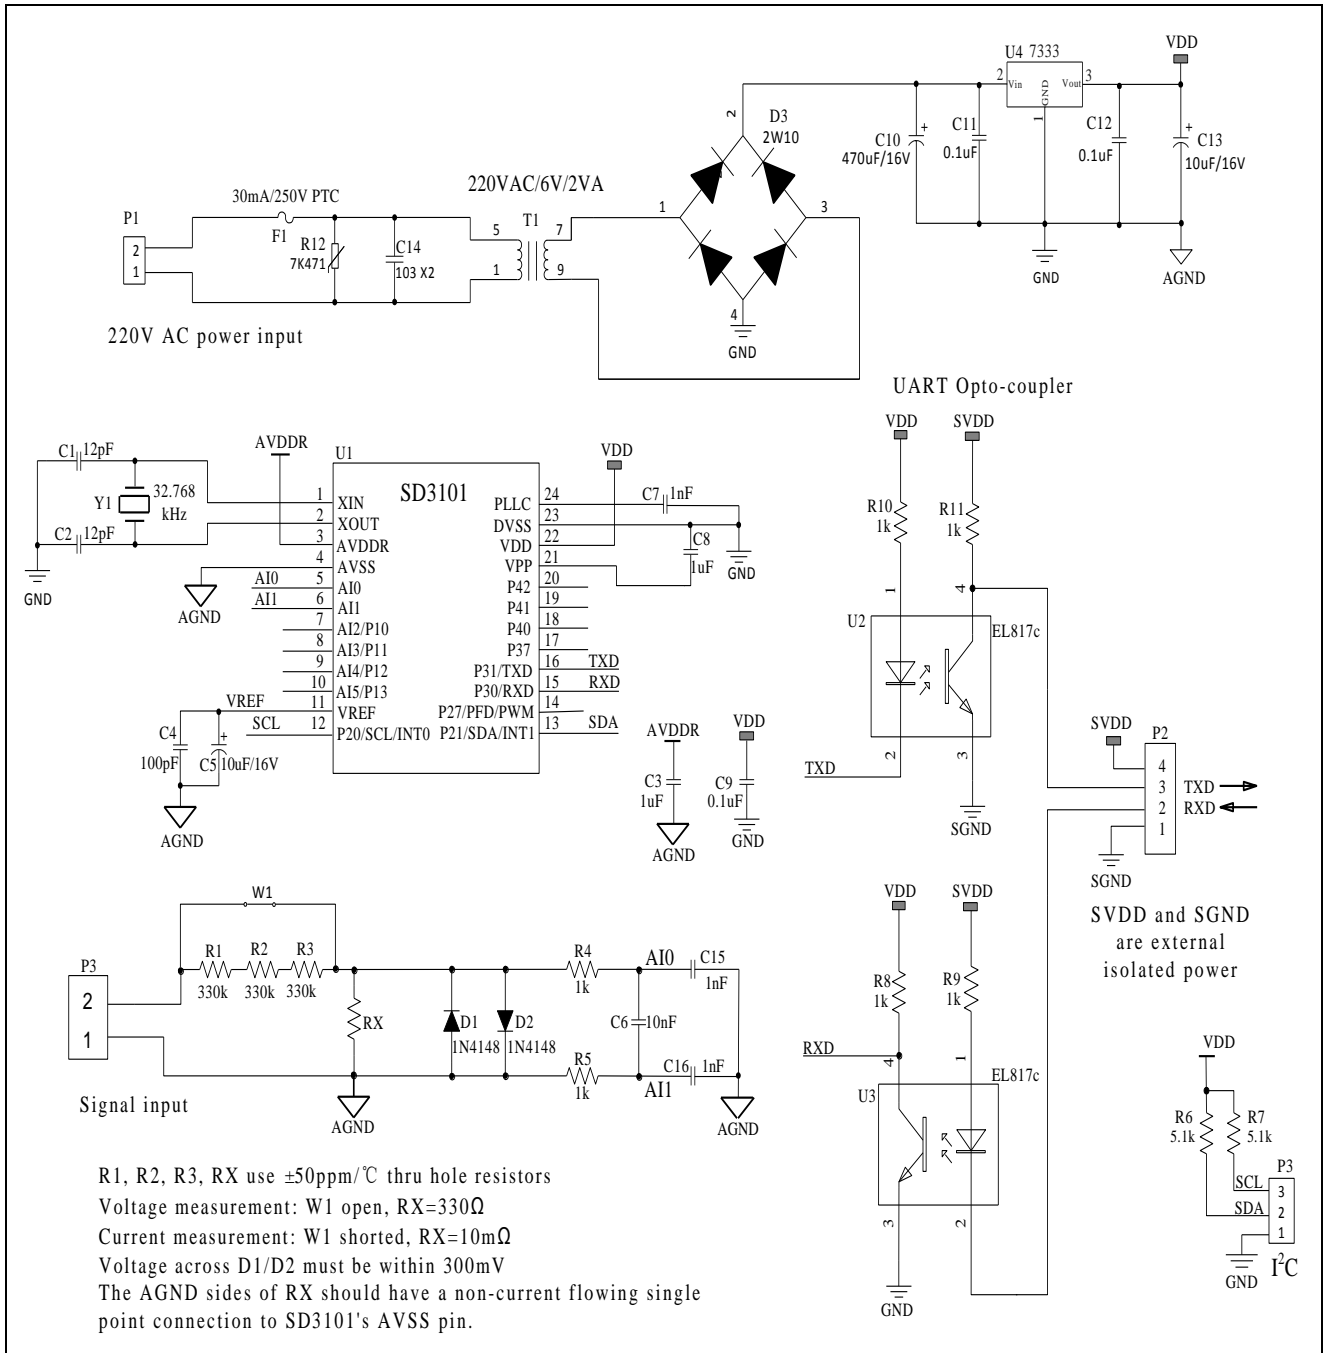 VDD
U4 7333
2
Vin
Vout
3
GND
1
2
D3
2W10
C10
470uF/16V
+
C11
0.1uF
C12
0.1uF
+
C13
10uF/16V
220VAC/6V/2VA
30mA/250V PTC
P1
F1
2
1
R12
7K471
C14
103 X2
5
T1
7
1
9
1
3
4
GND
GND
AGND
220V AC power input
UART Opto-coupler
C1
12pF
AVDDR
U1
VDD
SD3101
Y1
32.768
kHz
C2
12pF
GND
AGND
1
XIN
2
XOUT
3
AVDDR
4
AVSS
AI0
5
AI0
AI1
6
AI1
7
AI2/P10
8
AI3/P11
9
AI4/P12
10
AI5/P13
VREF
11
VREF
SCL
12
P20/SCL/INT0
PLLC
24
DVSS
23
VDD
22
VPP
21
P42
20
P41
19
P40
18
P37
17
P31/TXD
16
TXD
P30/RXD
15
RXD
P27/PFD/PWM
14
P21/SDA/INT1
13
SDA
C7
1nF
C8
1uF
GND
C4
100pF
+
C5
10uF/16V
AGND
AVDDR
C3
1uF
AGND
VDD
C9
0.1uF
GND
VDD
SVDD
R10
1k
R11
1k
1
4
U2
EL817c
2
3
TXD
SGND
SVDD
P2
4
3
TXD
2
RXD
1
SGND
SVDD and SGND
are external
isolated power
W1
P3
2
1
R1
330k
R2
330k
R3
330k
RX
D1
1N4148
D2
1N4148
R4
1k
AI0
C15
1nF
C6
10nF
R5
1k
C16
1nF
AI1
AGND
AGND
Signal input
VDD
SVDD
R8
1k
R9
1k
RXD
4
1
U3
EL817c
3
2
GND
VDD
R6
5.1k
R7
5.1k
P3
SCL
3
SDA
2
1
GND
I²C
R1, R2, R3, RX use ±50ppm/℃ thru hole resistors
Voltage measurement: W1 open, RX=330Ω
Current measurement: W1 shorted, RX=10mΩ
Voltage across D1/D2 must be within 300mV
The AGND sides of RX should have a non-current flowing single
point connection to SD3101's AVSS pin.